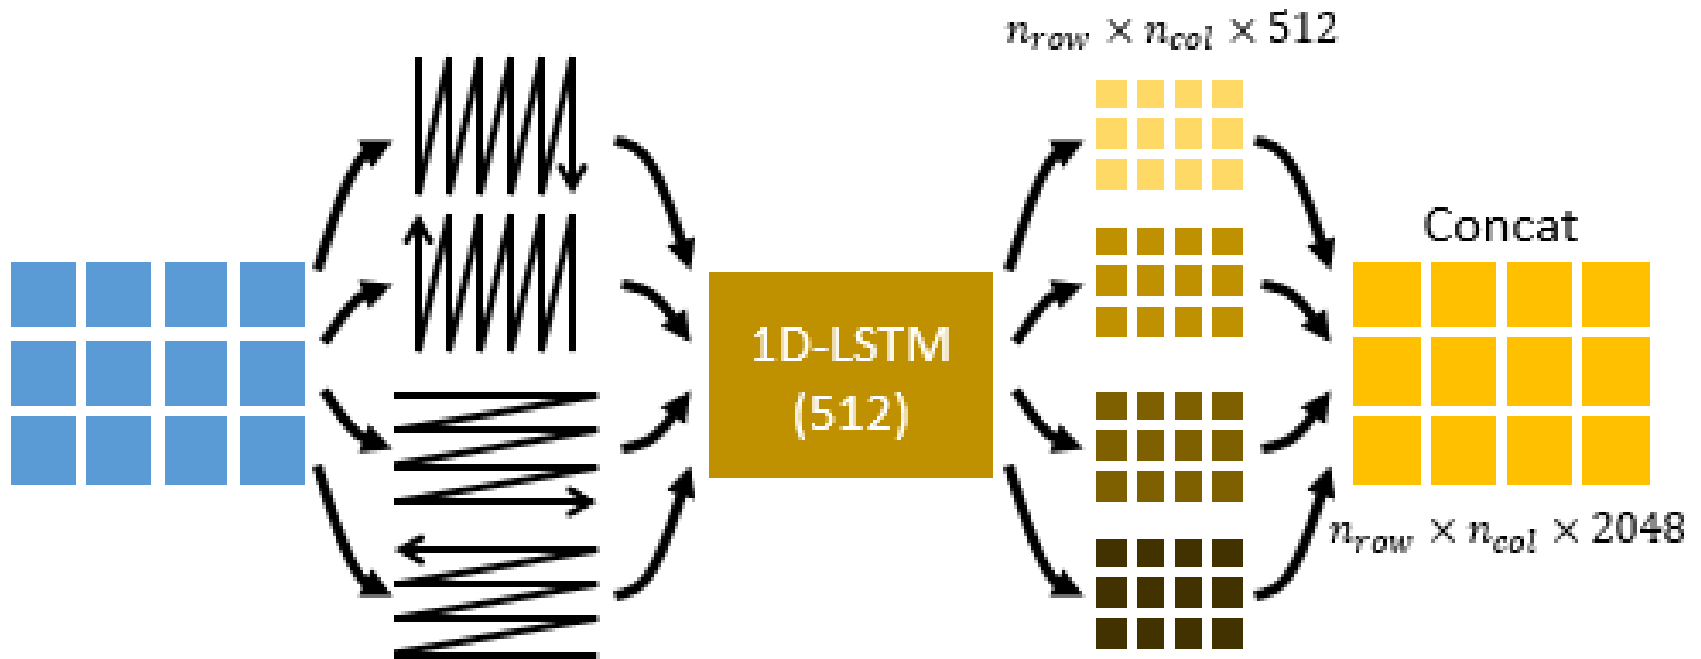 n_row × n_col × 512
1D-LSTM
(512)
Concat
n_row × n_col × 2048